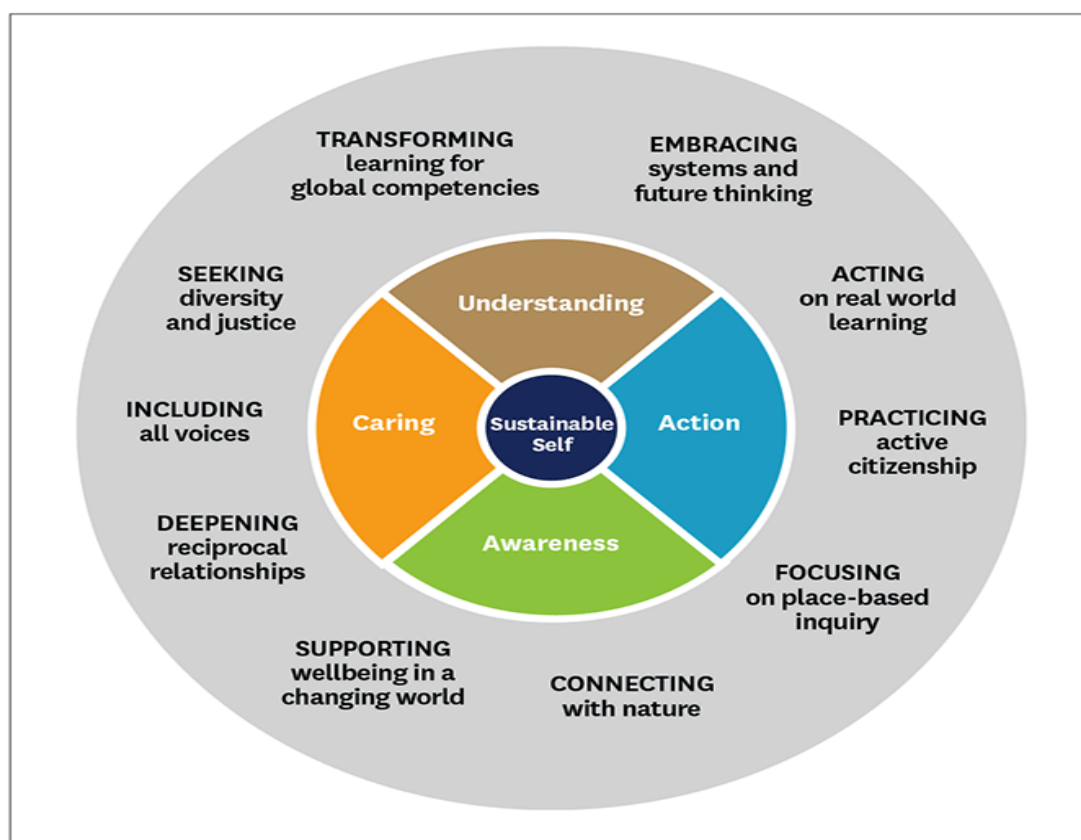 TRANSFORMING
learning for
global competencies
EMBRACING
systems and
future thinking
SEEKING
diversity
and justice
ACTING
on real world
learning
INCLUDING
all voices
PRACTICING
active
citizenship
DEEPENING
reciprocal
relationships
FOCUSING
on place-based
inquiry
SUPPORTING
wellbeing in a
changing world
CONNECTING
with nature
Understanding
Caring
Sustainable
Self
Action
Awareness